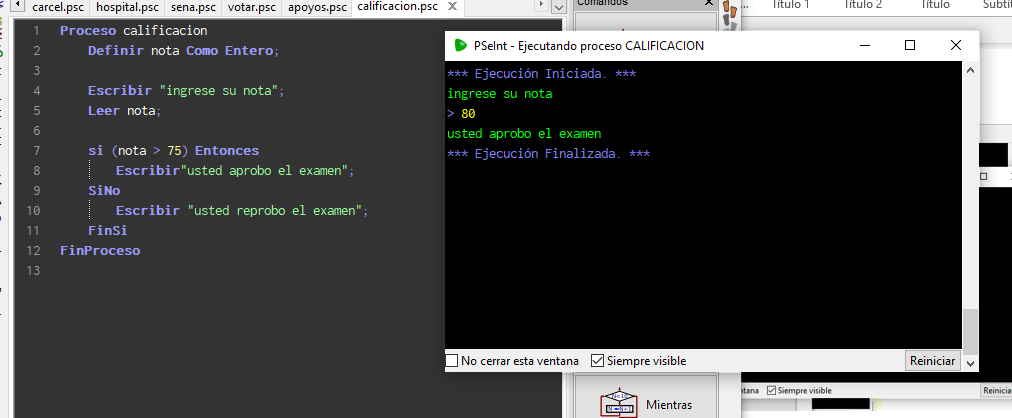 carcel.psc hospital.psc sena.psc votar.psc apoyos.psc calificacion.psc
Comandos
Título 1 Título 2 Título Subtít
1 Proceso calificacion
2 Definir nota Como Entero;
3
4 Escribir "ingrese su nota";
5 Leer nota;
6
7 si (nota > 75) Entonces
8 Escribir"usted aprobo el examen";
9 SiNo
10 Escribir "usted reprobo el examen";
11 FinSi
12 FinProceso
13
PSeInt - Ejecutando proceso CALIFICACION
*** Ejecución Iniciada. ***
ingrese su nota
> 80
usted aprobo el examen
*** Ejecución Finalizada. ***
No cerrar esta ventana Siempre visible Reiniciar
ntana Siempre visible Reinicia
Mientras